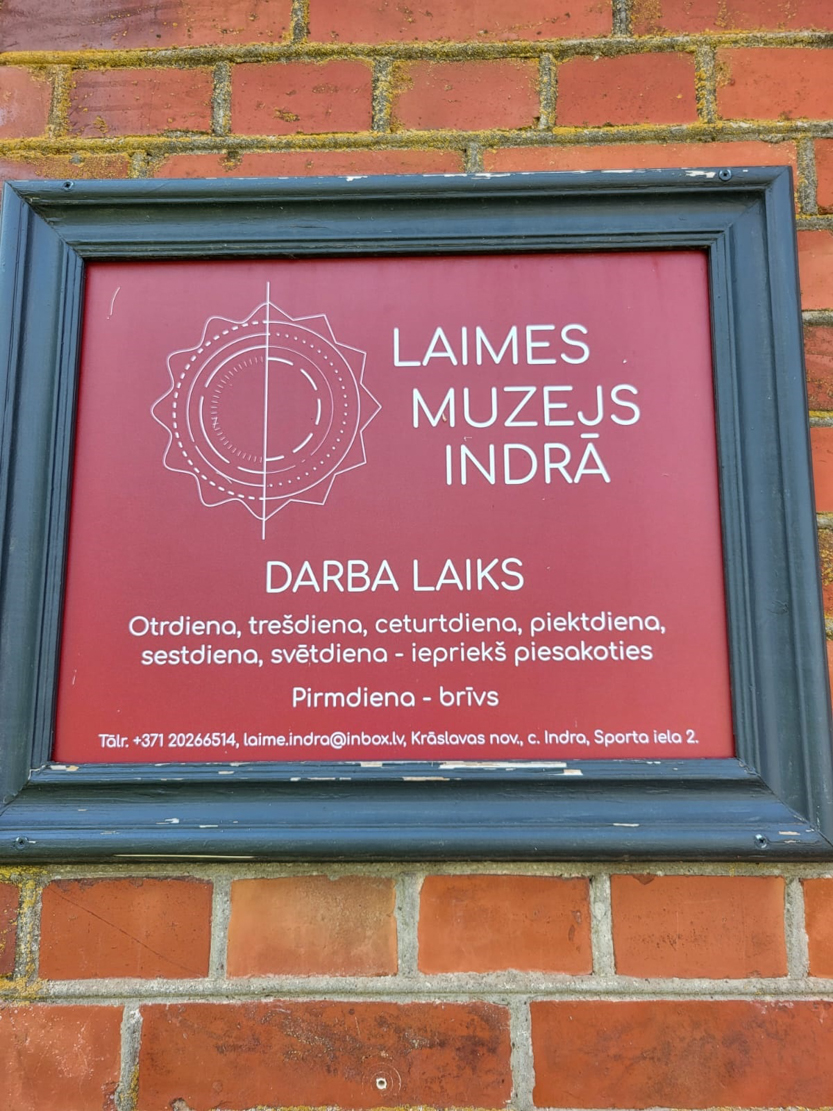 LAIMES
MUZEJS
INDRĀ
DARBA LAIKS
Otrdiena, trešdiena, ceturtdiena, piektdiena,
sestdiena, svētdiena - iepriekš piesakoties
Pirmdiena - brīvs
Tālr. +371 20266514, laime.indra@inbox.lv, Krāslavas nov., c. Indra, Sporta iela 2.